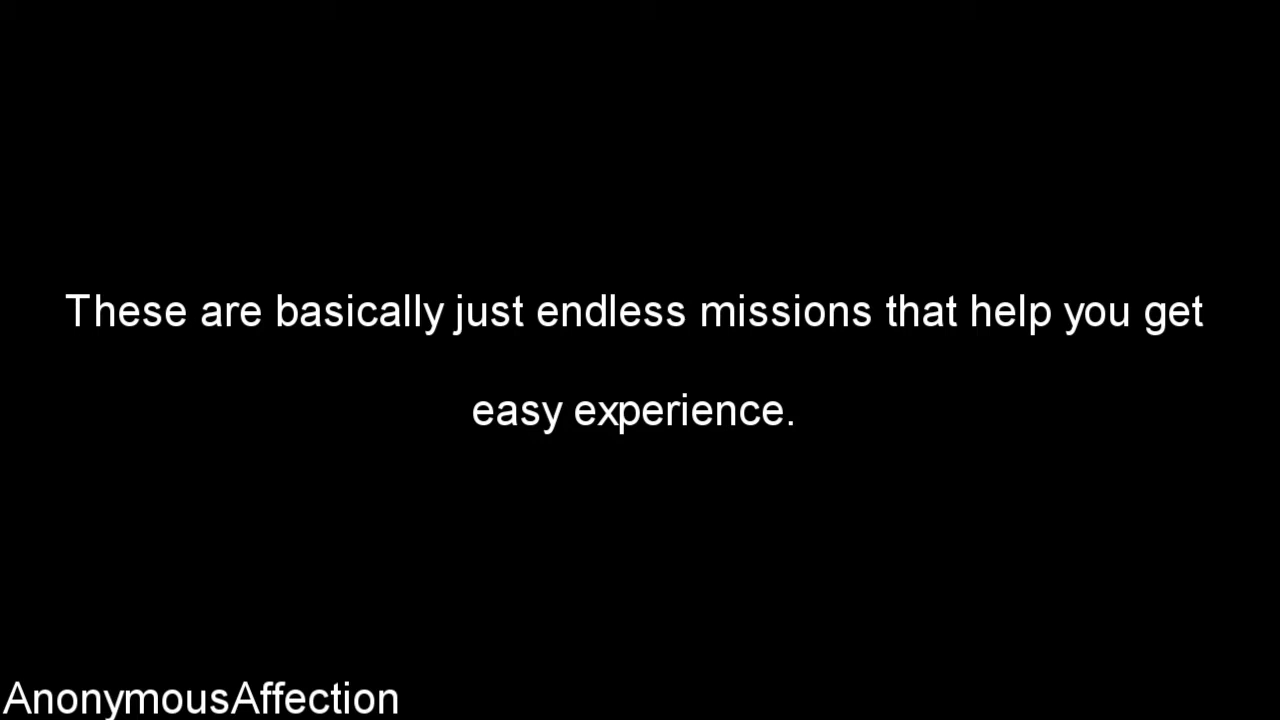 These are basically just endless missions that help you get
easy experience.
AnonymousAffection